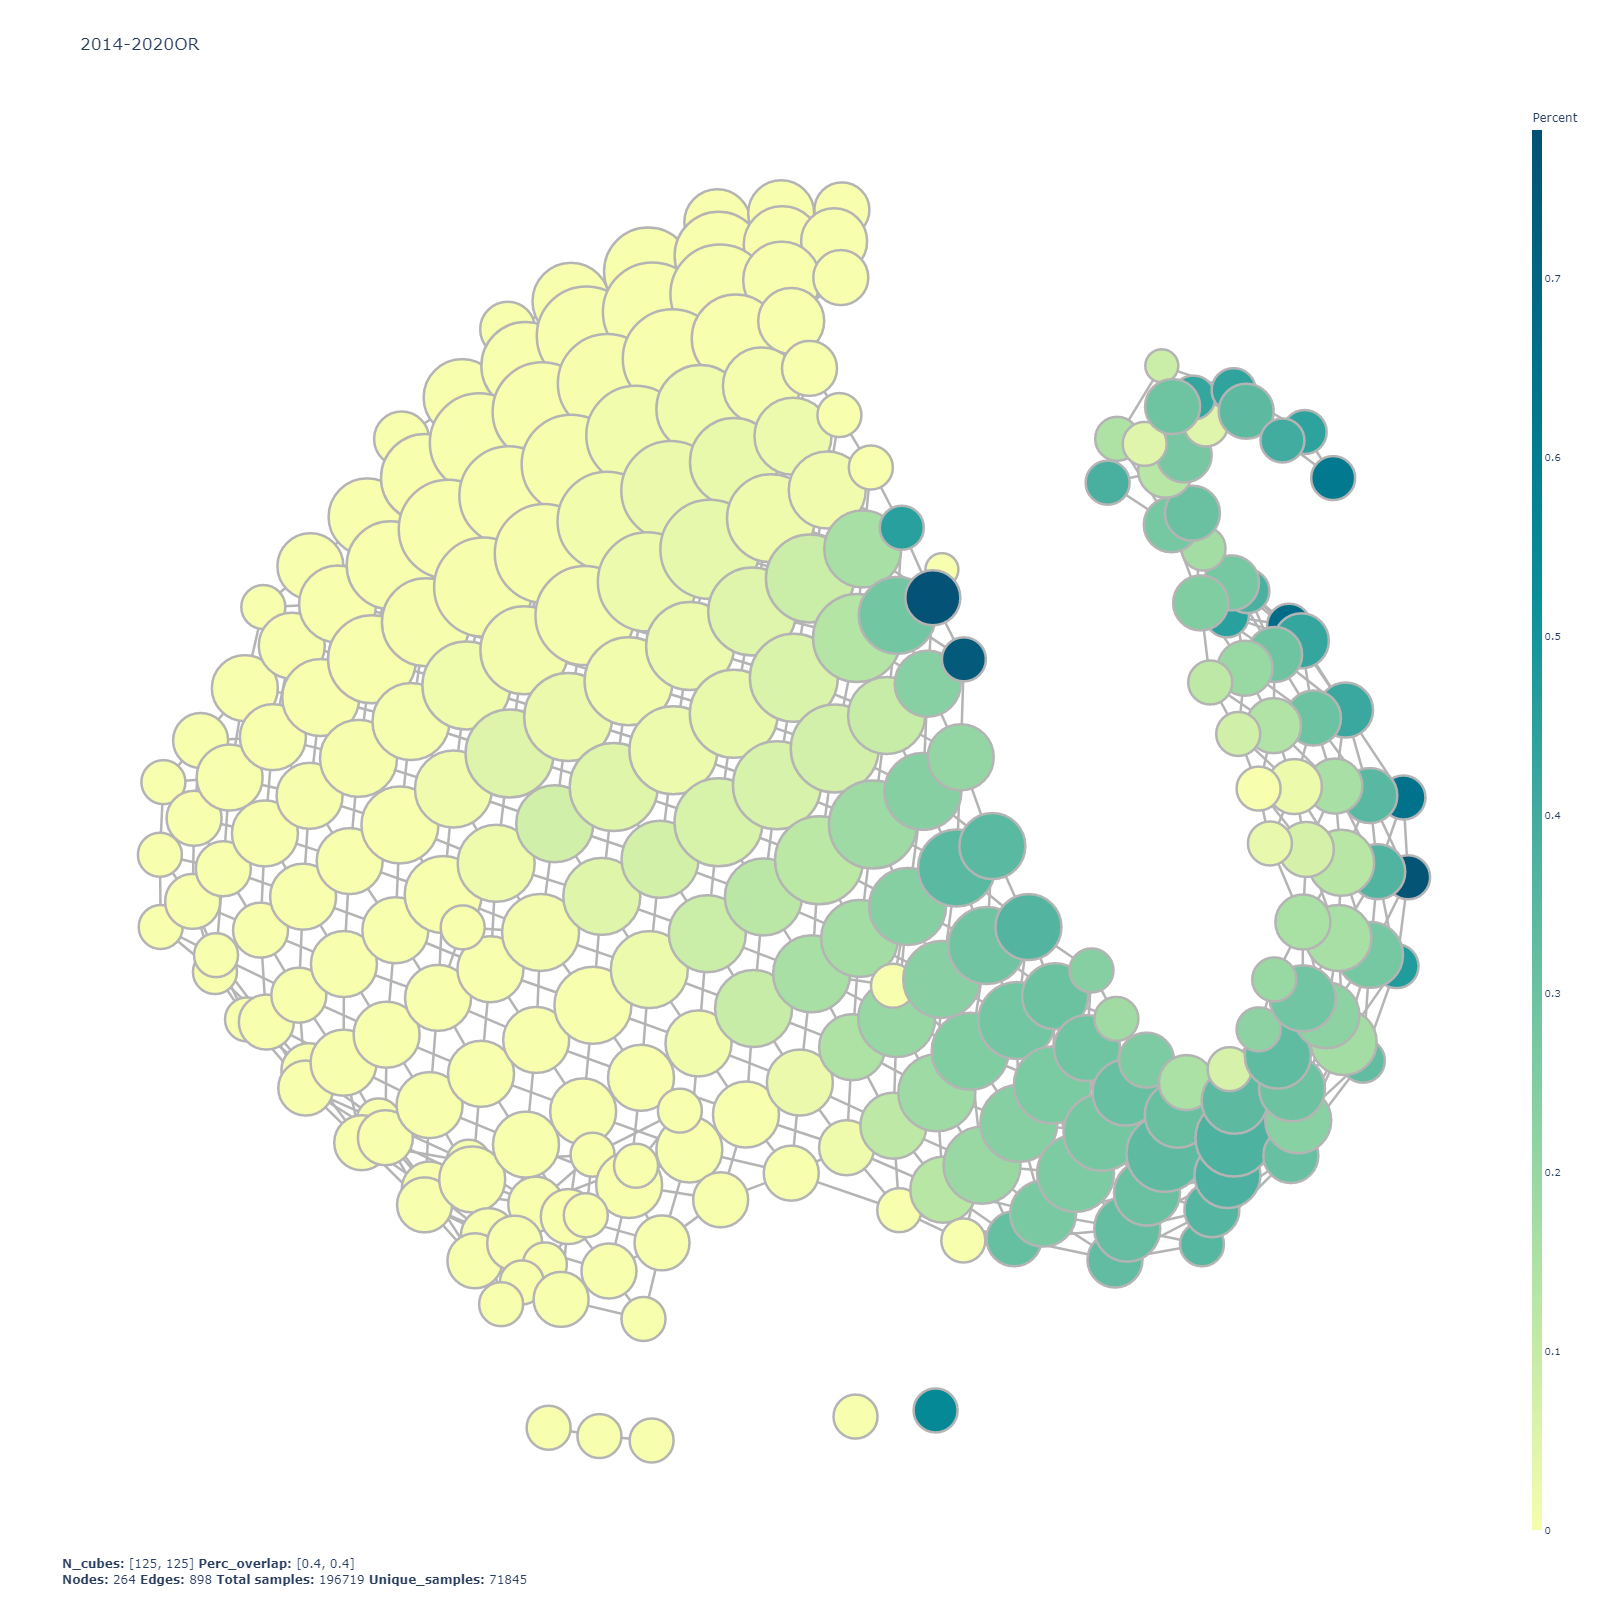 2014-2020OR
Percent
0.7
0.6
0.5
0.4
0.3
0.2
0.1
0
N_cubes: [125, 125] Perc_overlap: [0.4, 0.4]
Nodes: 264 Edges: 898 Total samples: 196719 Unique_samples: 71845